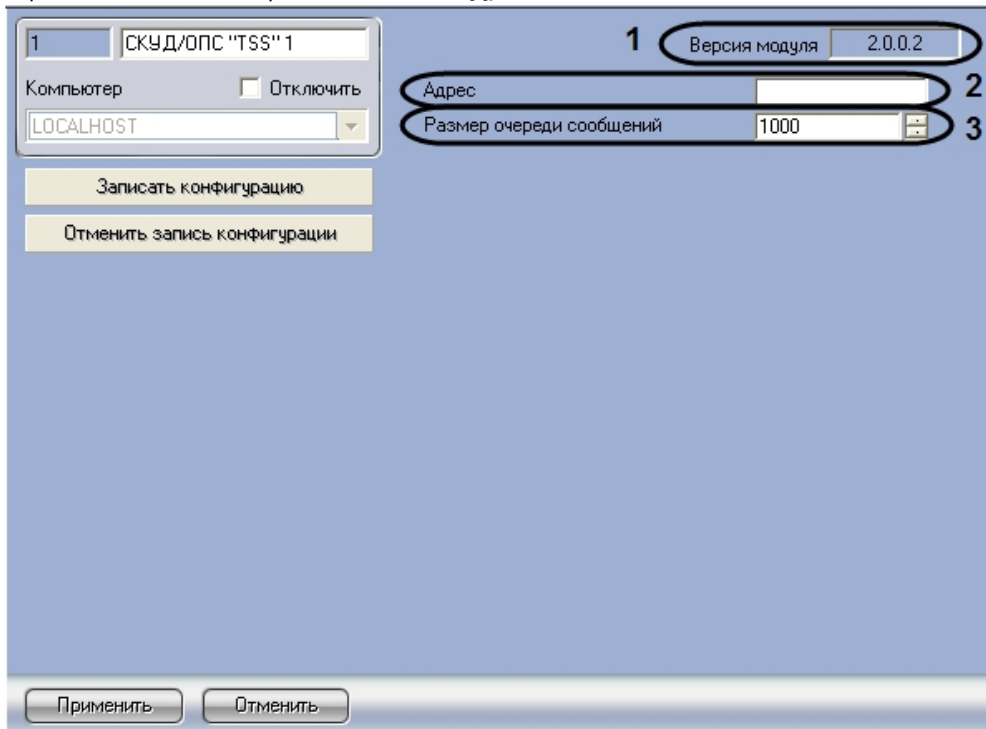 1 СКУД/ОПС "TSS" 1
Компьютер Отключить
LOCALHOST
Записать конфигурацию
Отменить запись конфигурации
1 Версия модуля 2.0.0.2
Адрес 2
Размер очереди сообщений 1000 3
Применить Отменить